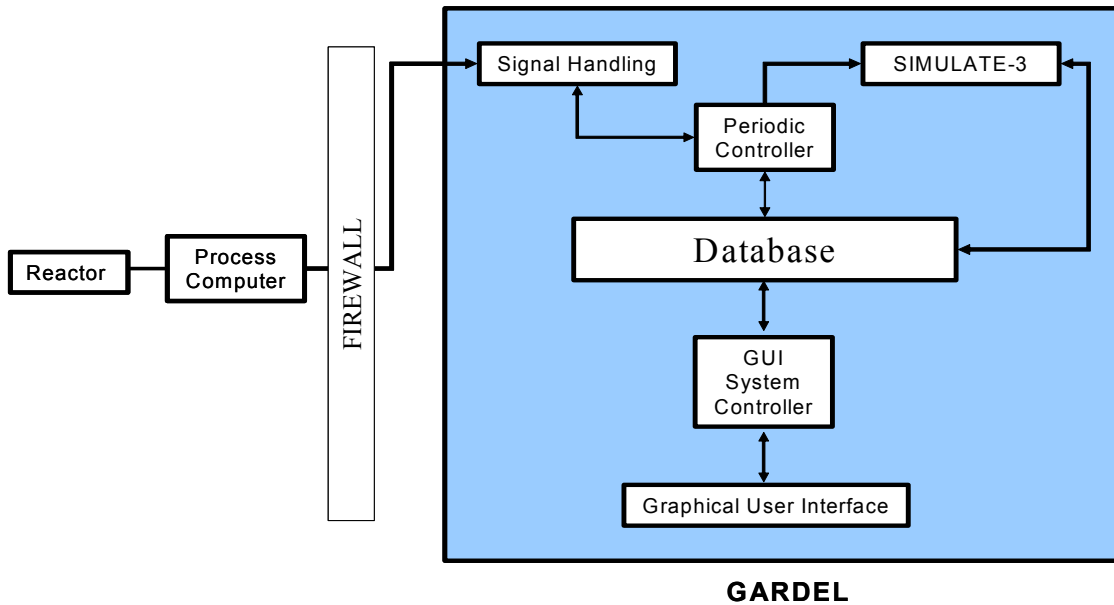 Signal Handling
SIMULATE-3
Periodic
Controller
Database
Reactor
Process
Computer
FIREWALL
GUI
System
Controller
Graphical User Interface
GARDEL